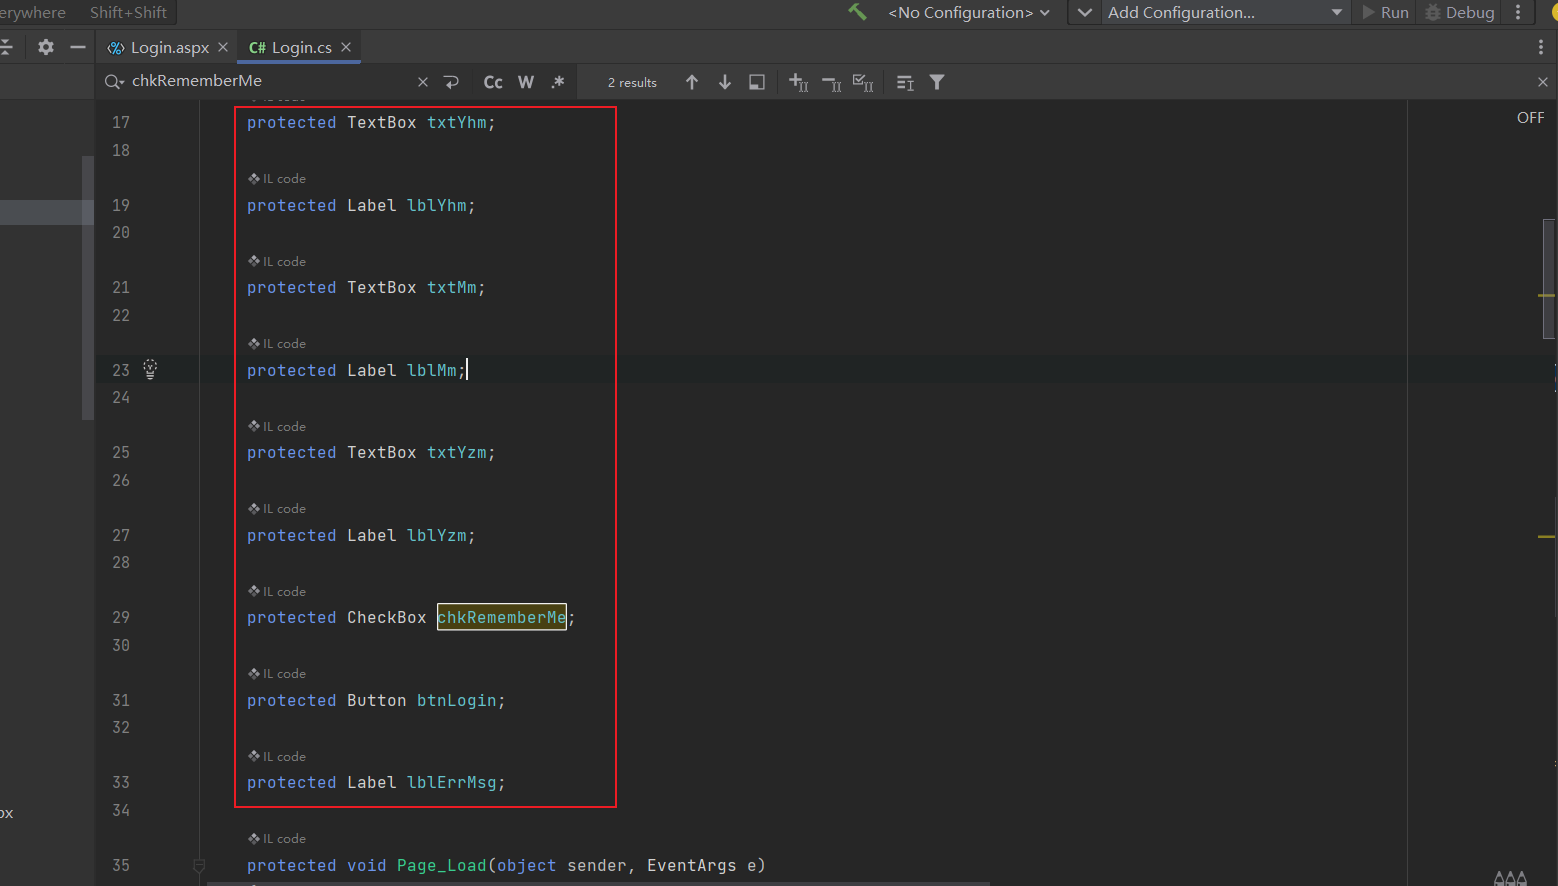 erywhere Shift+Shift <No Configuration> Add Configuration... Run Debug
Login.aspx C# Login.cs
chkRememberMe Cc W .* 2 results
OFF
17 protected TextBox txtYhm;
18
IL code
19 protected Label lblYhm;
20
IL code
21 protected TextBox txtMm;
22
IL code
23 protected Label lblMm;
24
IL code
25 protected TextBox txtYzm;
26
IL code
27 protected Label lblYzm;
28
IL code
29 protected CheckBox chkRememberMe;
30
IL code
31 protected Button btnLogin;
32
IL code
33 protected Label lblErrMsg;
34
IL code
35 protected void Page_Load(object sender, EventArgs e)